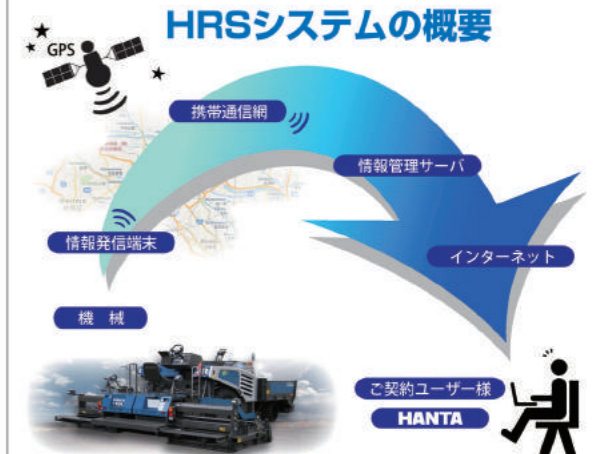 HRSシステムの概要
GPS
携帯通信網
情報管理サーバ
情報発信端末
インターネット
機 械
ご契約ユーザー様
HANTA